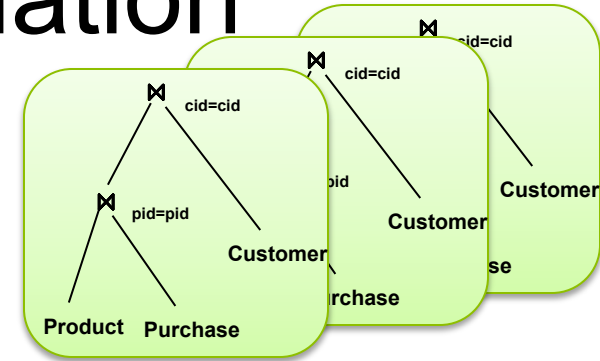 ation
cid=cid
cid=cid
cid=cid
pid=pid
pid
Customer
Customer
Customer
se
rchase
Product Purchase